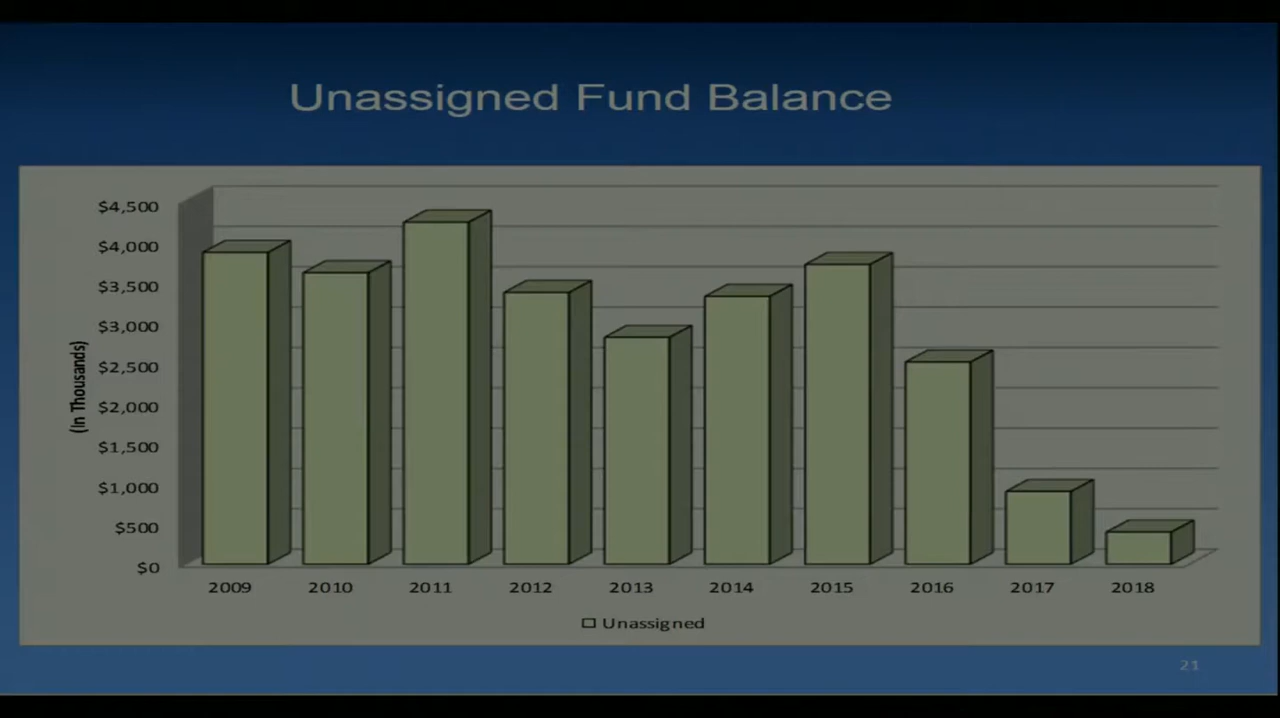 Unassigned Fund Balance
$4,500
$4,000
$3,500
$3,000
$2,500
$2,000
$1,500
$1,000
$500
$0
(In Thousands)
2009 2010 2011 2012 2013 2014 2015 2016 2017 2018
Unassigned
21